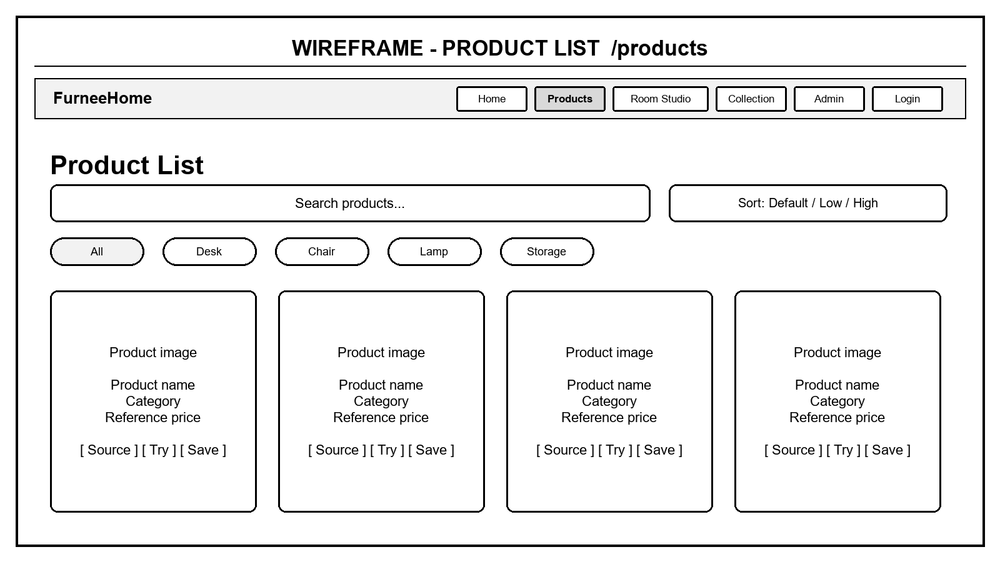 WIREFRAME - PRODUCT LIST  /products
FurneeHome
Home
Products
Room Studio
Collection
Admin
Login
Product List
Search products...
Sort: Default / Low / High
All
Desk
Chair
Lamp
Storage
Product image
Product name
Category
Reference price
[ Source ] [ Try ] [ Save ]
Product image
Product name
Category
Reference price
[ Source ] [ Try ] [ Save ]
Product image
Product name
Category
Reference price
[ Source ] [ Try ] [ Save ]
Product image
Product name
Category
Reference price
[ Source ] [ Try ] [ Save ]